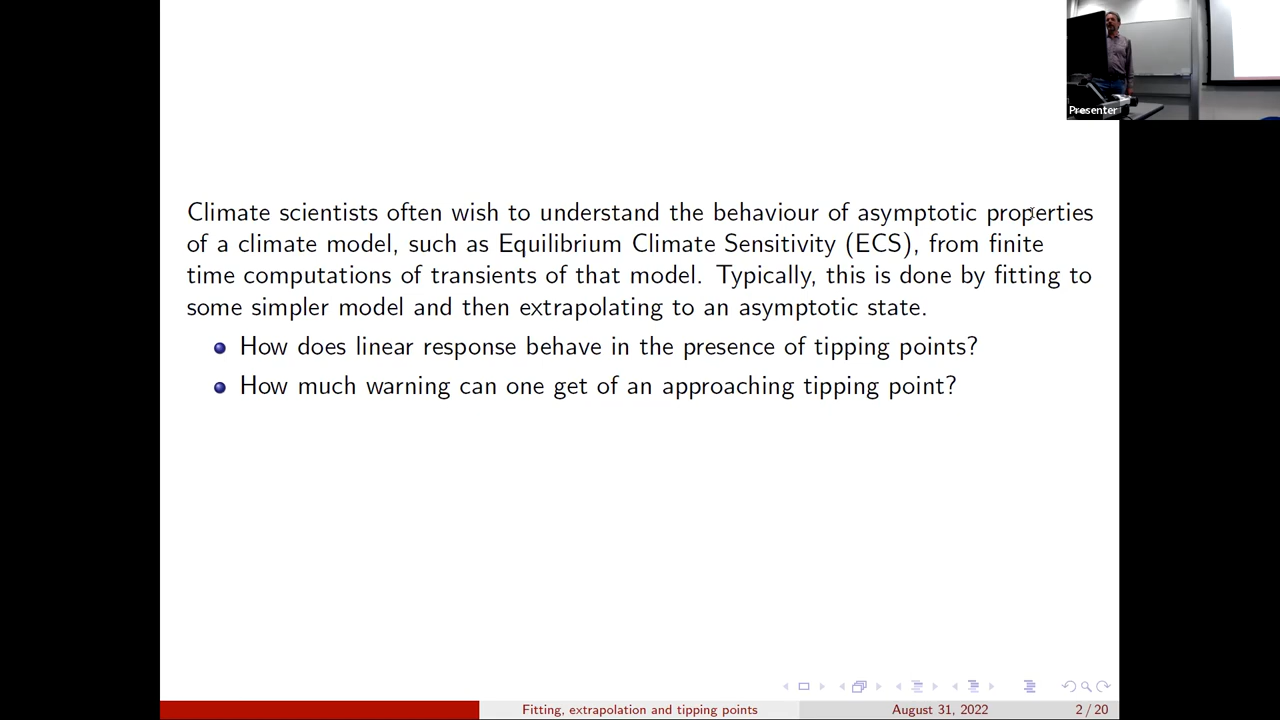 Presenter
Climate scientists often wish to understand the behaviour of asymptotic properties
of a climate model, such as Equilibrium Climate Sensitivity (ECS), from finite
time computations of transients of that model. Typically, this is done by fitting to
some simpler model and then extrapolating to an asymptotic state.
How does linear response behave in the presence of tipping points?
How much warning can one get of an approaching tipping point?
Fitting, extrapolation and tipping points August 31, 2022 2 / 20